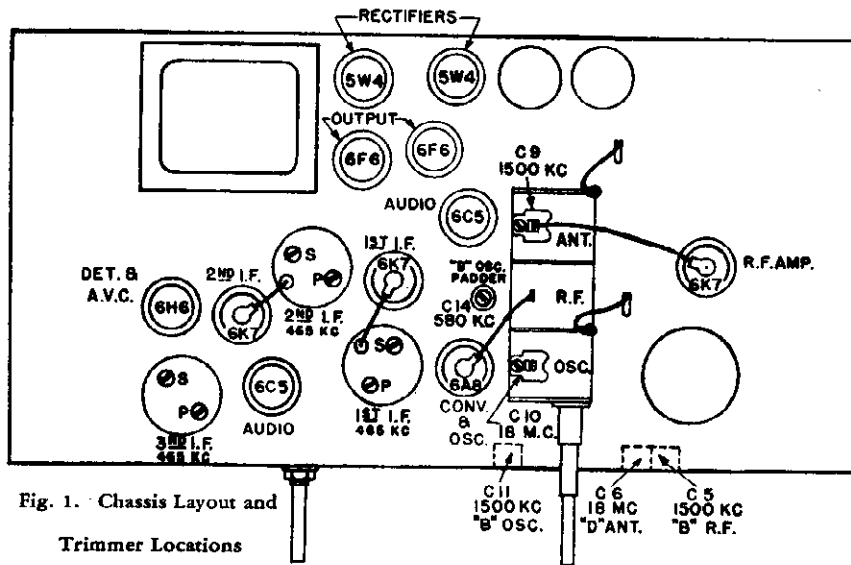 RECTIFIERS
5W4
5W4
OUTPUT
6F6
6F6
C9
1500 KC
AUDIO
6C5
ANT.
R.F. AMP.
6K7
1ST I.F.
6K7
"B" OSC.
PADDER
C14
580 KC
R.F.
DET. &
A.V.C.
6H6
2ND I.F.
6K7
S
P
2ND I.F.
465 KC
S
P
1ST I.F.
465 KC
6A8
CONV.
&
OSC.
OSC.
C10
18 M.C.
S
P
3ND I.F.
465 KC
6C5
AUDIO
C11
1500 KC
"B" OSC.
C6
18 MC
"D" ANT.
C5
1500 KC
"B" R.F.
Fig. 1. Chassis Layout and
Trimmer Locations